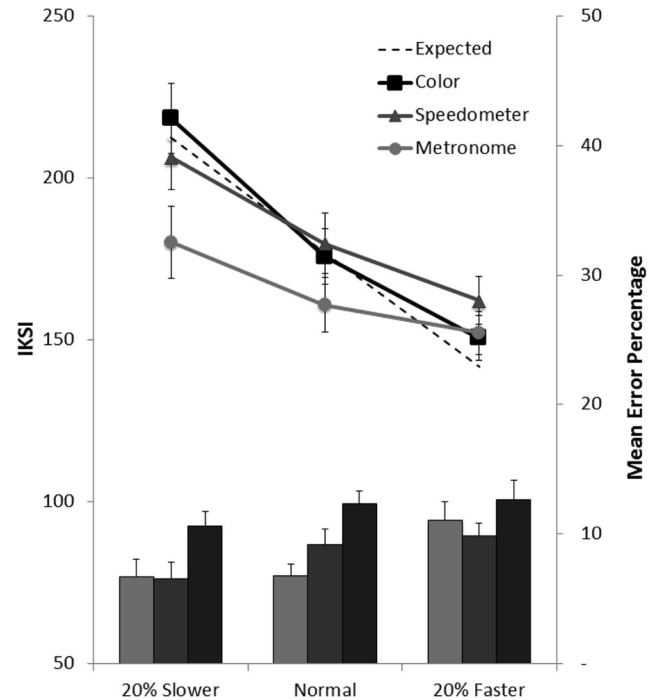 250
200
150
100
50
IKSI
Expected
Color
Speedometer
Metronome
50
40
30
20
10
-
Mean Error Percentage
20% Slower
Normal
20% Faster